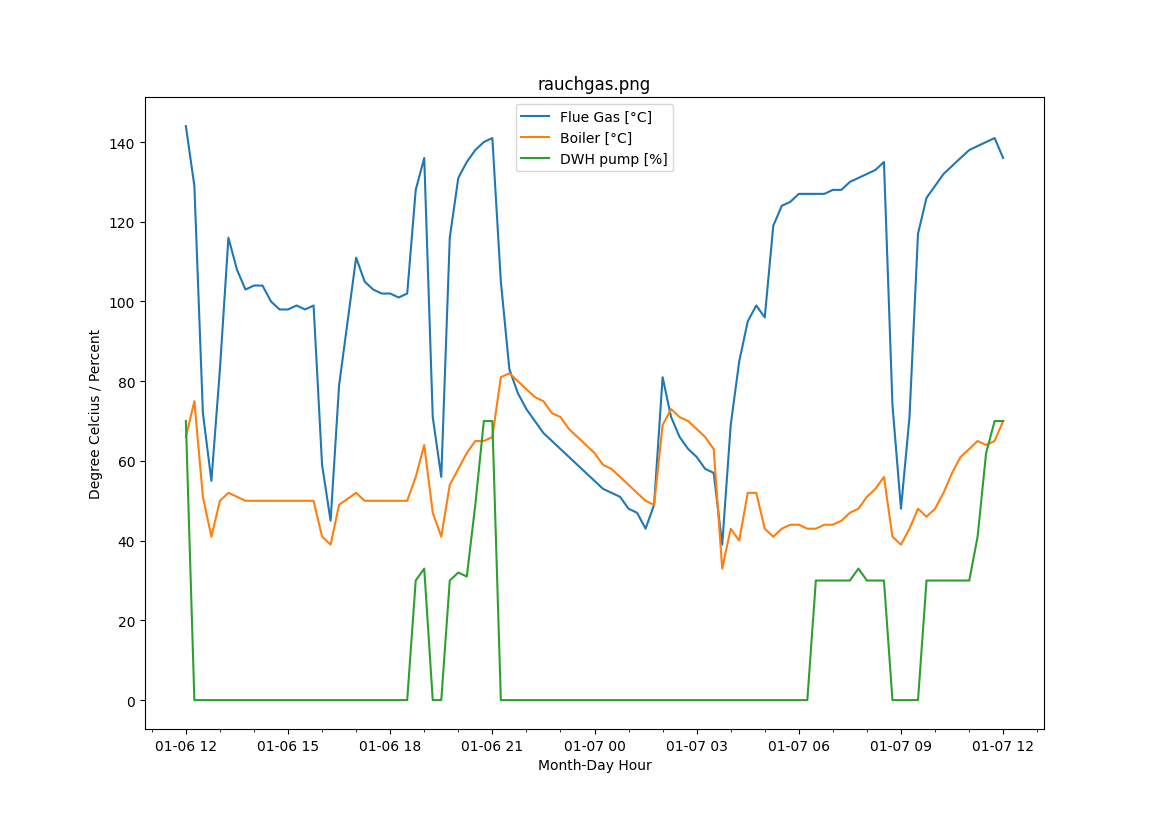 rauchgas.png
Flue Gas [°C]
Boiler [°C]
DWH pump [%]
Degree Celcius / Percent
140
120
100
80
60
40
20
0
01-06 12 01-06 15 01-06 18 01-06 21 01-07 00 01-07 03 01-07 06 01-07 09 01-07 12
Month-Day Hour